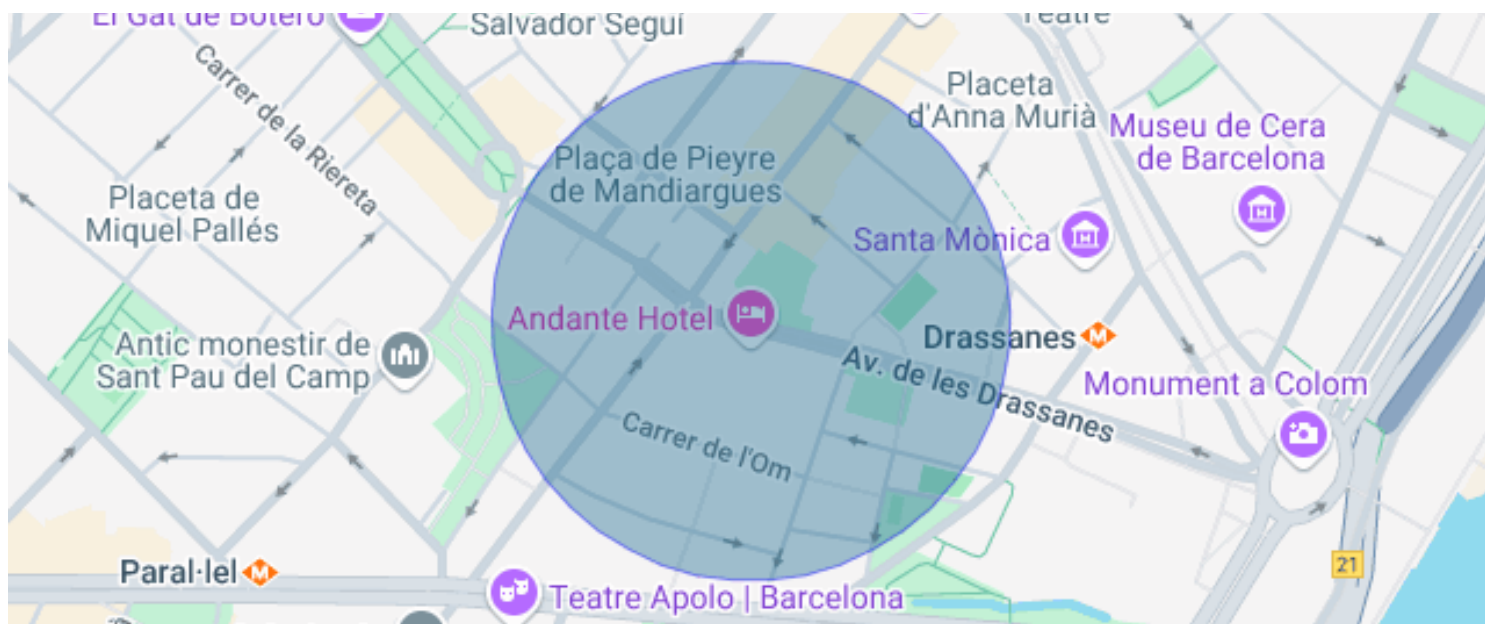 El Gat de Botero
Salvador Seguí
Teatre
Carrer de la Riereta
Placeta
d'Anna Murià
Museu de Cera
de Barcelona
Plaça de Pieyre
de Mandiargues
Placeta de
Miquel Pallés
Santa Mònica
Andante Hotel
Drassanes
M
Antic monestir de
Sant Pau del Camp
Av. de les Drassanes
Monument a Colom
Carrer de l'Om
21
Paral·lel
M
Teatre Apolo | Barcelona